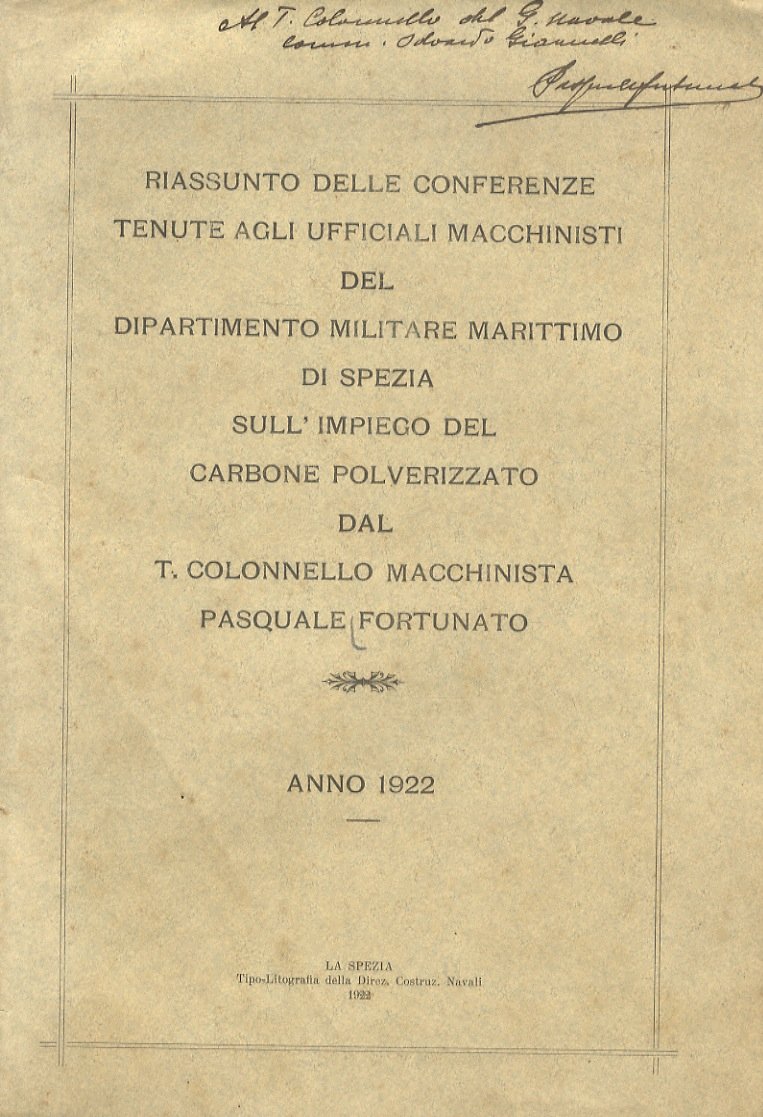 Al T. Colonnello del G. Navale
comm. Odoardo Giannelli
Pasquale Fortunato
RIASSUNTO DELLE CONFERENZE
TENUTE AGLI UFFICIALI MACCHINISTI
DEL
DIPARTIMENTO MILITARE MARITTIMO
DI SPEZIA
SULL' IMPIEGO DEL
CARBONE POLVERIZZATO
DAL
T. COLONNELLO MACCHINISTA
PASQUALE FORTUNATO
ANNO 1922
LA SPEZIA
Tipo-Litografia della Direz. Costruz. Navali
1922